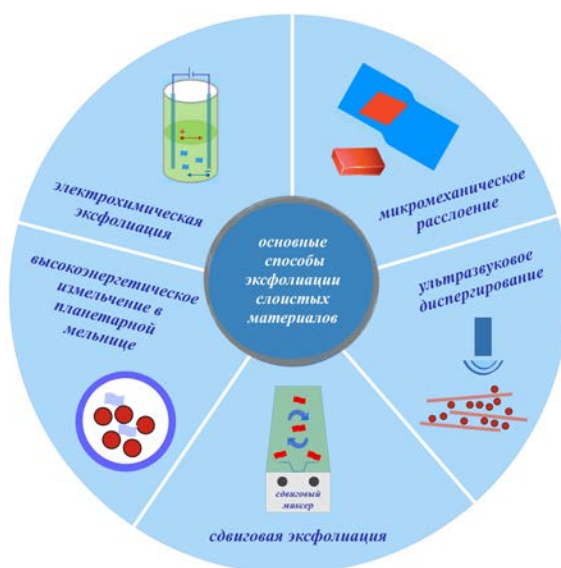 электрохимическая
эксфолиация
микромеханическое
расслоение
основные
способы
эксфолиации
слоистых
материалов
высокоэнергетическое
измельчение в
планетарной
мельнице
ультразвуковое
диспергирование
сдвиговый
миксер
сдвиговая эксфолиация